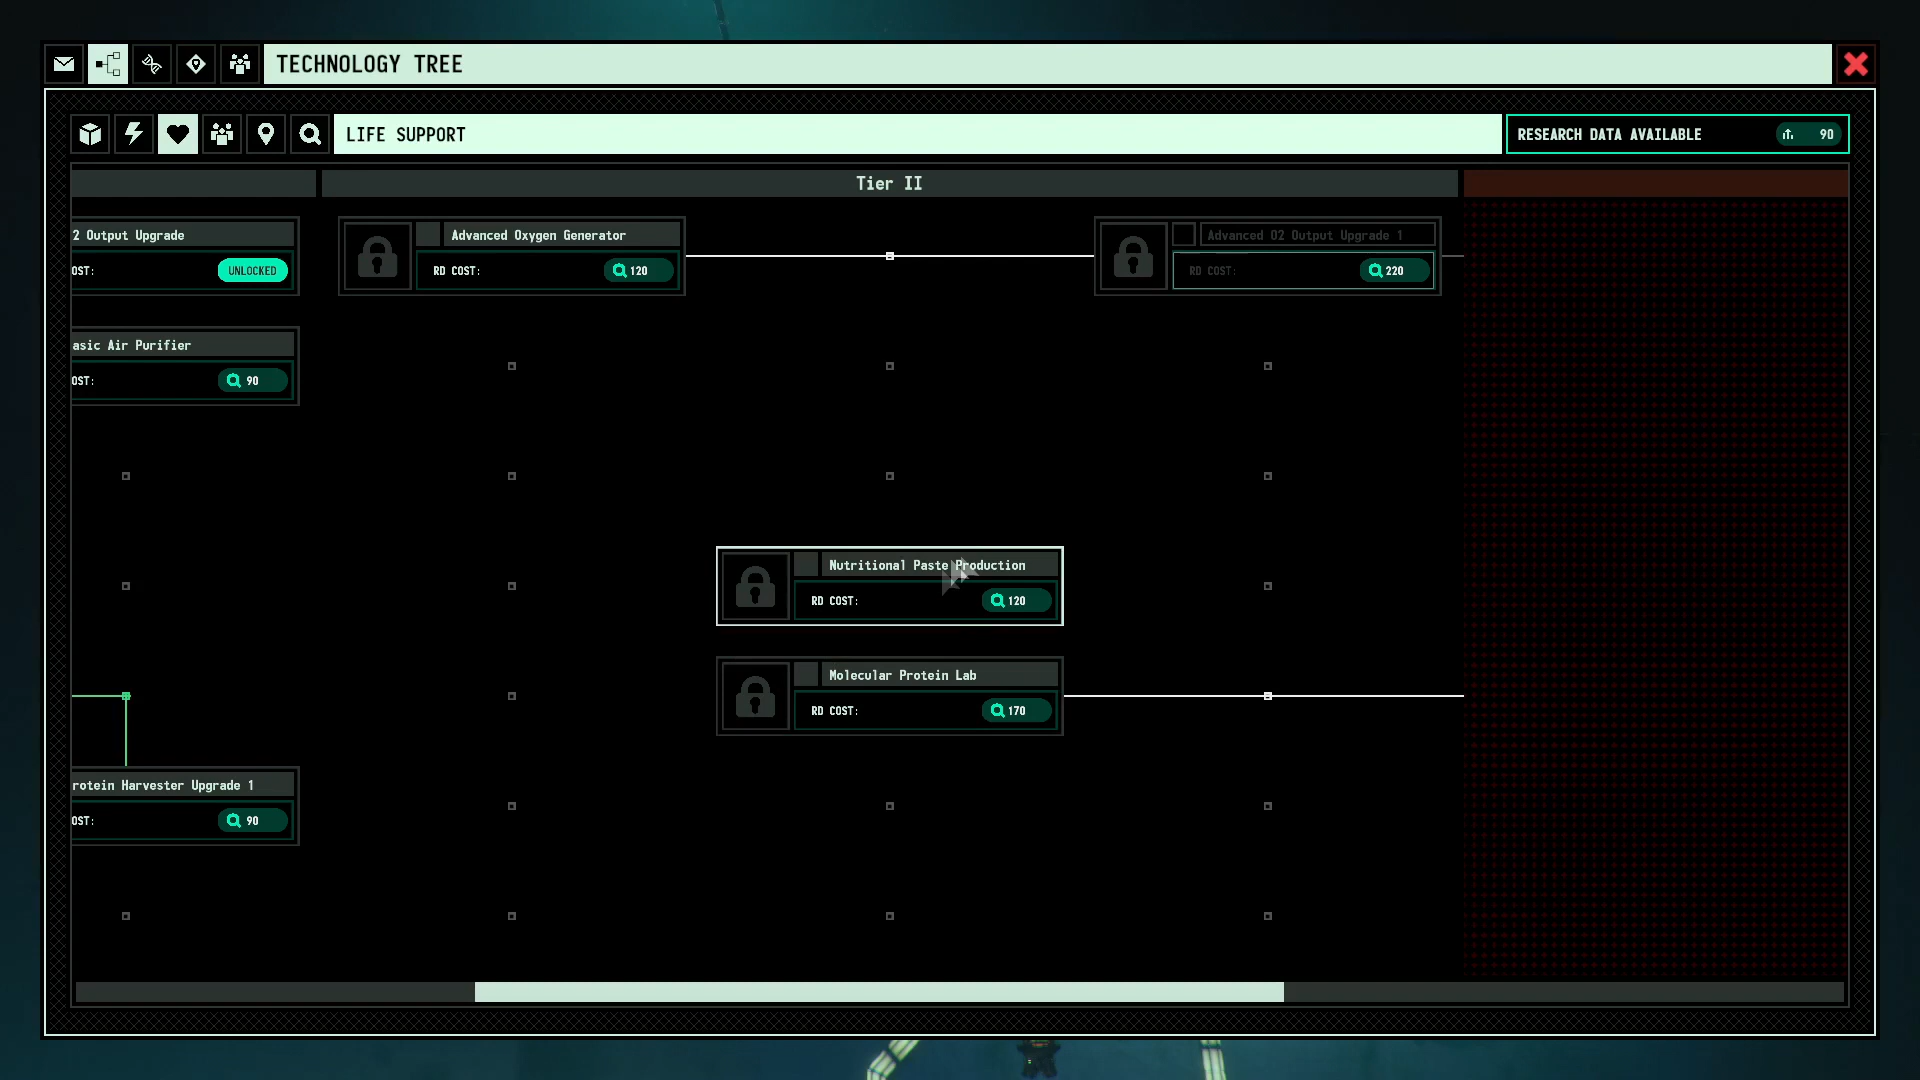 TECHNOLOGY TREE
LIFE SUPPORT
RESEARCH DATA AVAILABLE 90
Tier II
2 Output Upgrade
OST: UNLOCKED
Advanced Oxygen Generator
RD COST: 120
Advanced O2 Output Upgrade 1
RD COST: 220
asic Air Purifier
OST: 90
Nutritional Paste Production
RD COST: 120
Molecular Protein Lab
RD COST: 170
rotein Harvester Upgrade 1
OST: 90